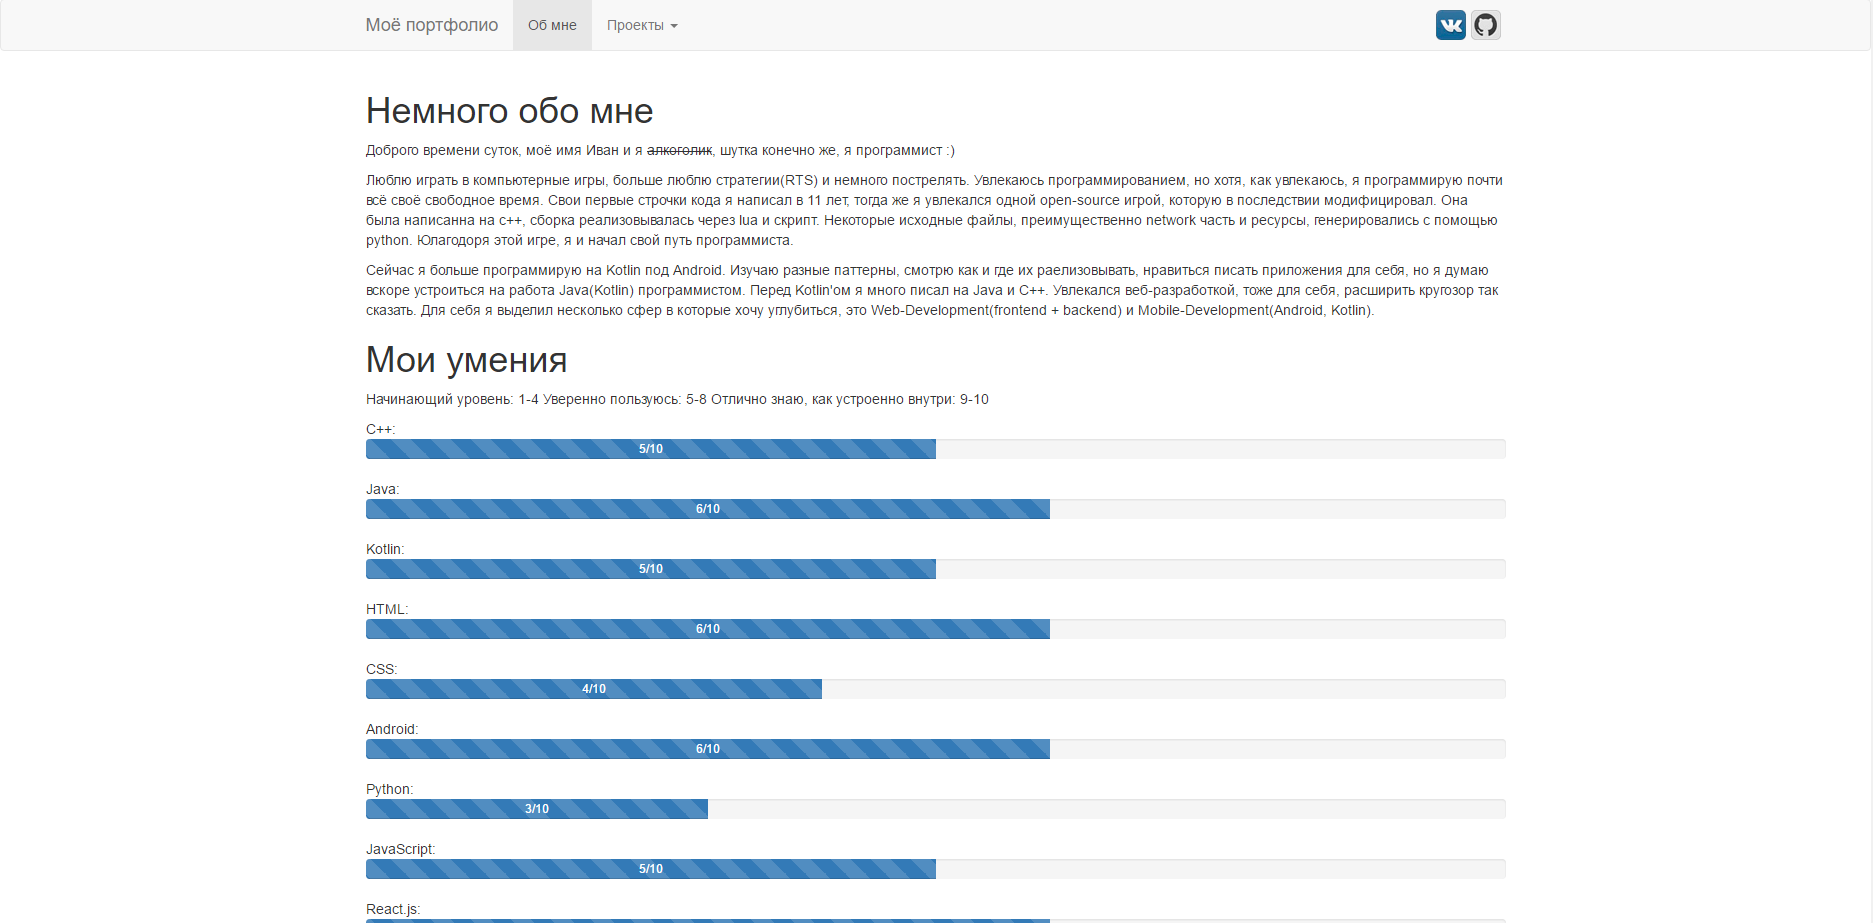 Моё портфолио Об мне Проекты
Немного обо мне
Доброго времени суток, моё имя Иван и я алкоголик, шутка конечно же, я программист :)
Люблю играть в компьютерные игры, больше люблю стратегии(RTS) и немного пострелять. Увлекаюсь программированием, но хотя, как увлекаюсь, я программирую почти
всё своё свободное время. Свои первые строчки кода я написал в 11 лет, тогда же я увлекался одной open-source игрой, которую в последствии модифицировал. Она
была написанна на c++, сборка реализовывалась через lua и скрипт. Некоторые исходные файлы, преимущественно network часть и ресурсы, генерировались с помощью
python. Юлагодоря этой игре, я и начал свой путь программиста.
Сейчас я больше программирую на Kotlin под Android. Изучаю разные паттерны, смотрю как и где их раелизовывать, нравиться писать приложения для себя, но я думаю
вскоре устроиться на работа Java(Kotlin) программистом. Перед Kotlin'ом я много писал на Java и C++. Увлекался веб-разработкой, тоже для себя, расширить кругозор так
сказать. Для себя я выделил несколько сфер в которые хочу углубиться, это Web-Development(frontend + backend) и Mobile-Development(Android, Kotlin).
Мои умения
Начинающий уровень: 1-4 Уверенно пользуюсь: 5-8 Отлично знаю, как устроенно внутри: 9-10
C++:
5/10
Java:
6/10
Kotlin:
5/10
HTML:
6/10
CSS:
4/10
Android:
6/10
Python:
3/10
JavaScript:
5/10
React.js: